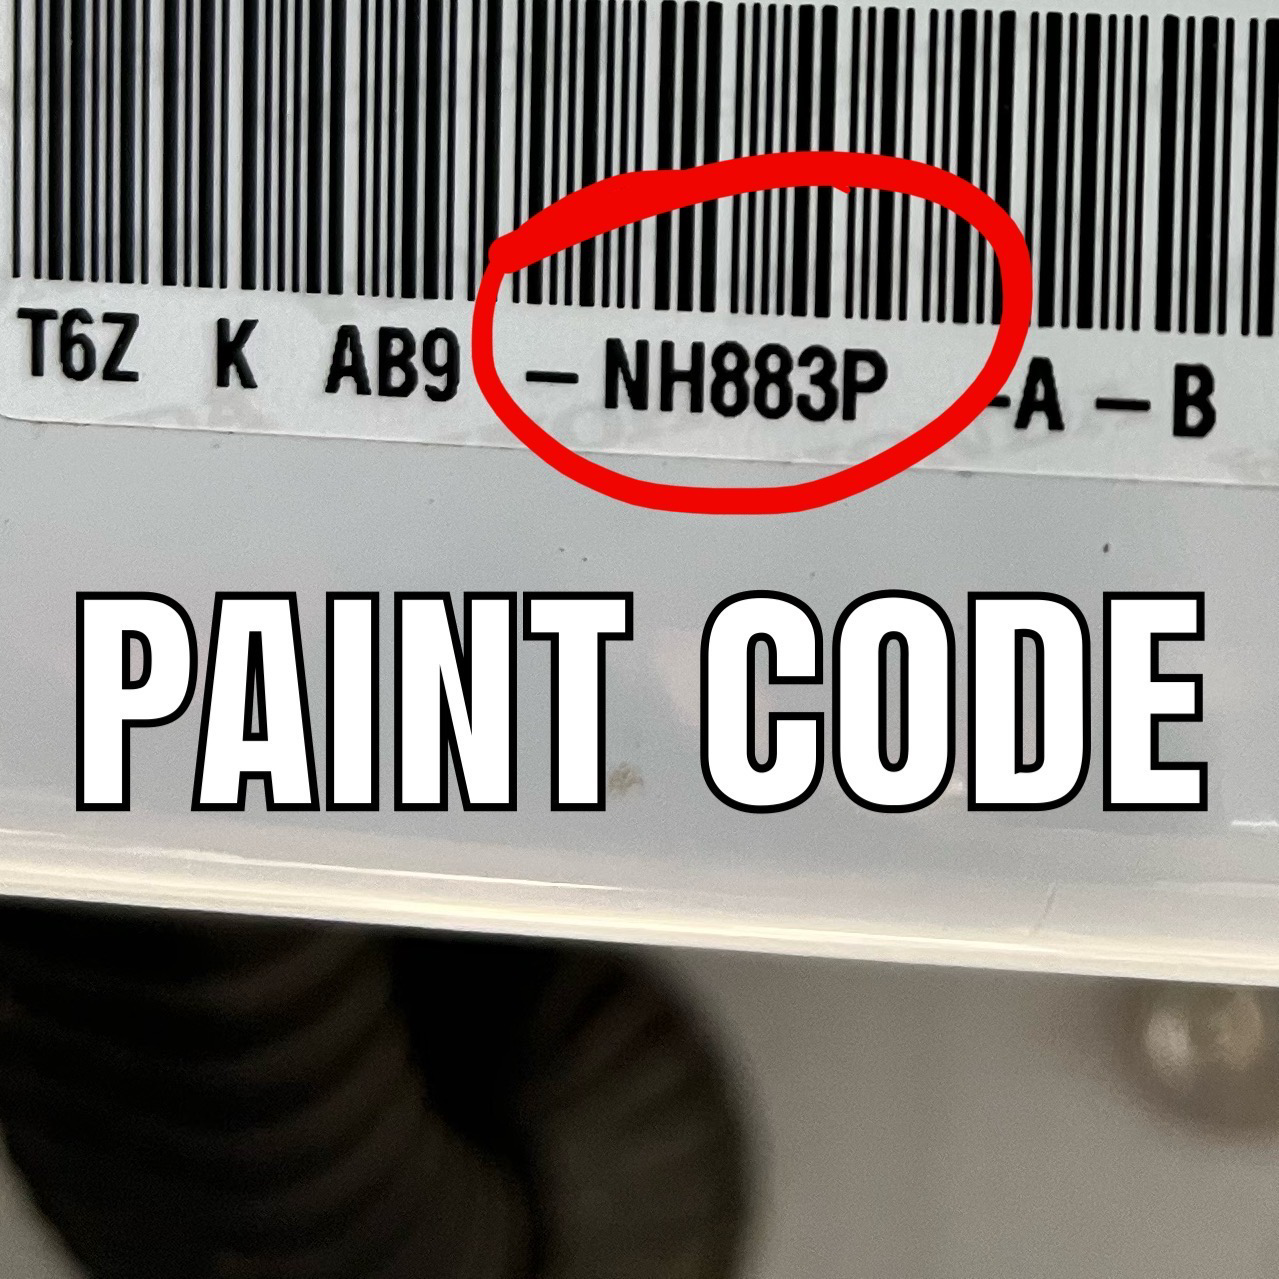 T6Z K AB9 – NH883P -A – B
PAINT CODE